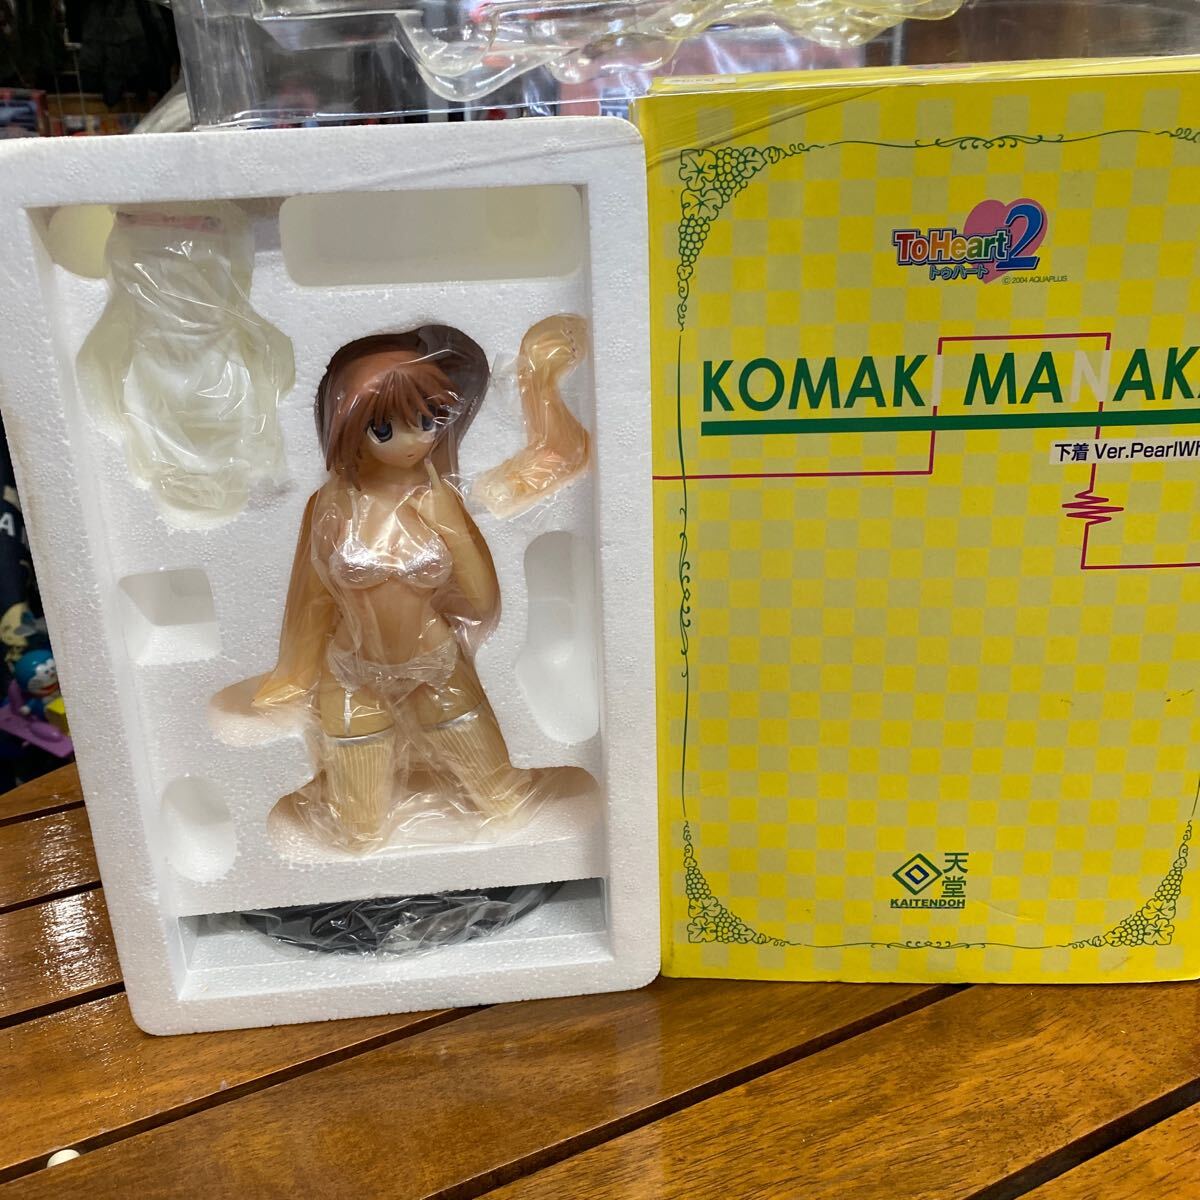 ToHeart2
トゥハート
© 2004 AQUAPLUS
KOMAKI MANAKA
下着 Ver.PearlWh
天堂
KAITENDOH